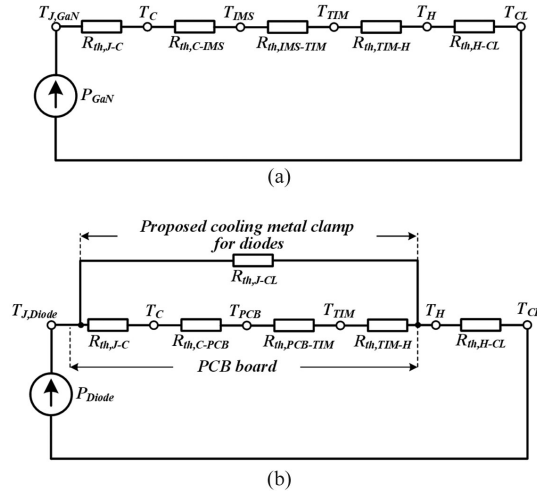 T_J,GaN T_C T_IMS T_TIM T_H T_CL
R_th,J-C R_th,C-IMS R_th,IMS-TIM R_th,TIM-H R_th,H-CL
P_GaN
(a)
Proposed cooling metal clamp
for diodes
R_th,J-CL
T_J,Diode T_C T_PCB T_TIM T_H
R_th,J-C R_th,C-PCB R_th,PCB-TIM R_th,TIM-H R_th,H-CL
PCB board
P_Diode
(b)